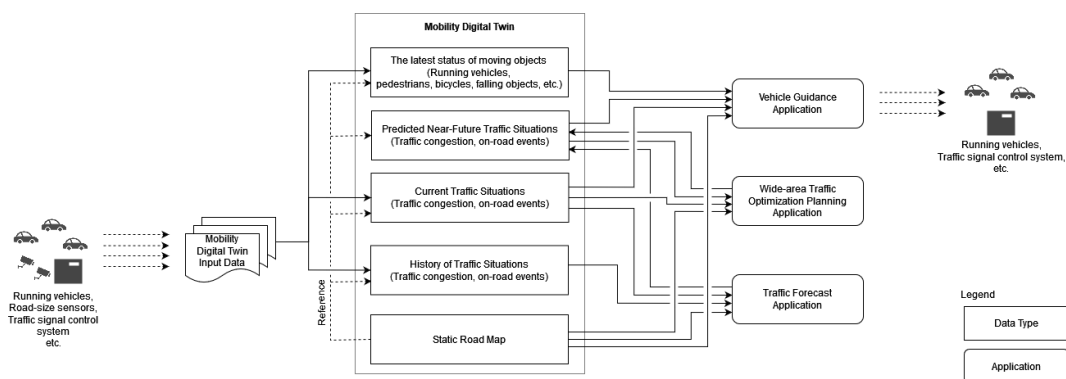 Mobility Digital Twin
The latest status of moving objects
(Running vehicles,
pedestrians, bicycles, falling objects, etc.)
Predicted Near-Future Traffic Situations
(Traffic congestion, on-road events)
Current Traffic Situations
(Traffic congestion, on-road events)
History of Traffic Situations
(Traffic congestion, on-road events)
Static Road Map
Reference
Mobility
Digital Twin
Input Data
Running vehicles,
Road-size sensors,
Traffic signal control
system
etc.
Vehicle Guidance
Application
Wide-area Traffic
Optimization Planning
Application
Traffic Forecast
Application
Running vehicles,
Traffic signal control system,
etc.
Legend
Data Type
Application